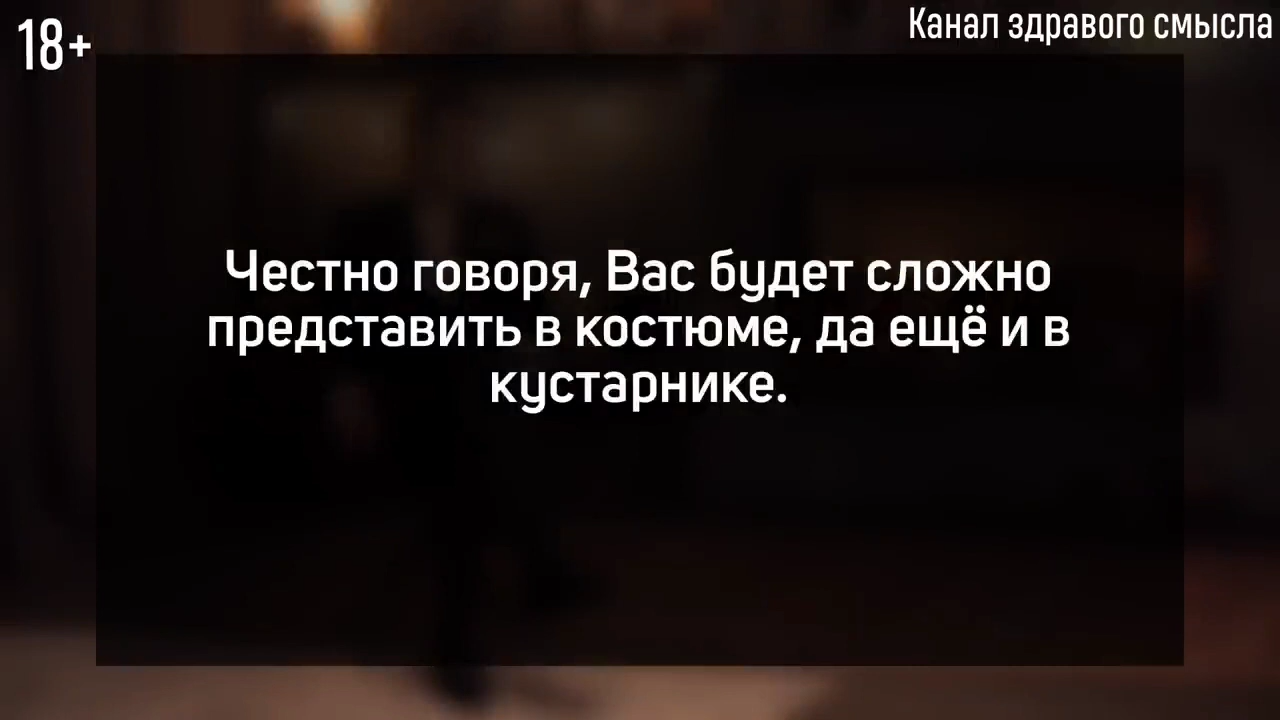 18+
Канал здравого смысла
Честно говоря, Вас будет сложно
представить в костюме, да ещё и в
кустарнике.